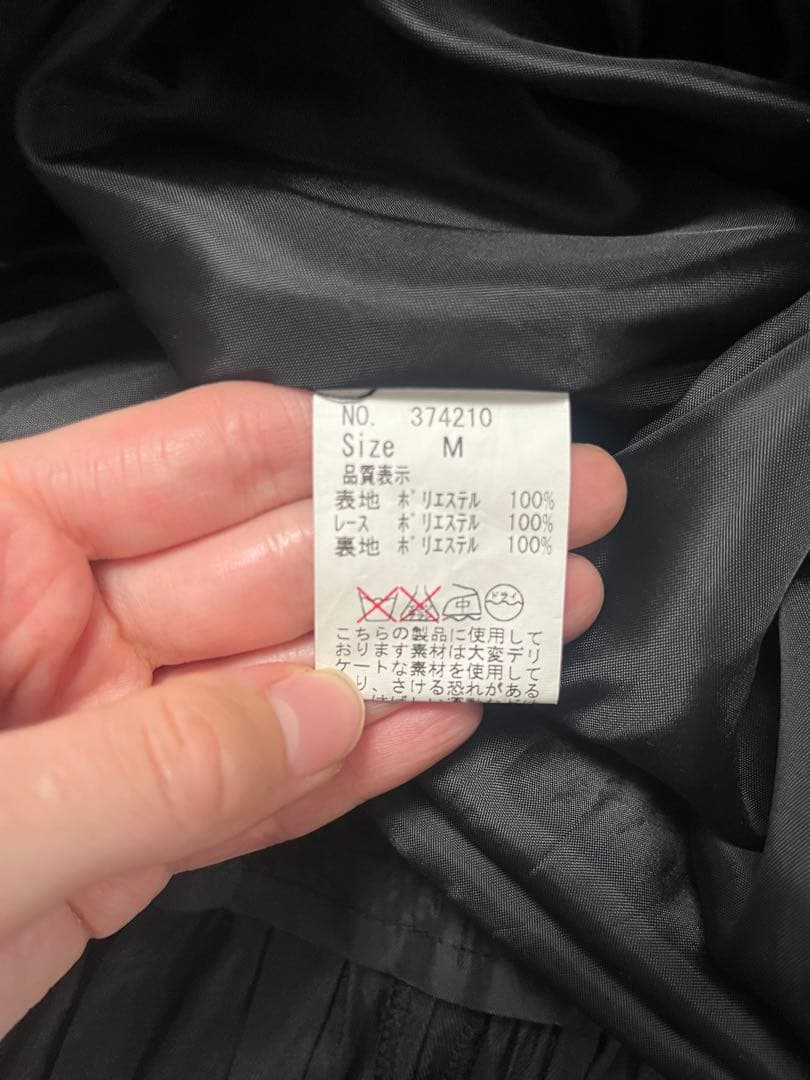 NO. 374210
Size M
品質表示
表地 ポリエステル 100%
レース ポリエステル 100%
裏地 ポリエステル 100%
中 ドライ
こちらの製品に使用して
おります素材は大変デリ
ケートな素材を使用して
り、さける恐れがある